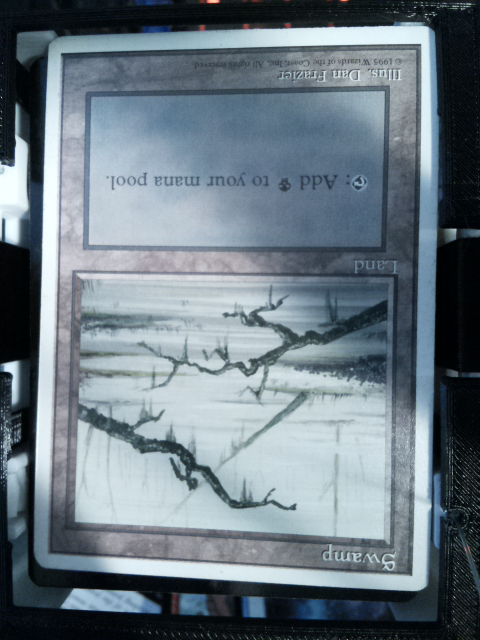 Swamp
Land
: Add to your mana pool.
Illus. Dan Frazier
© 1995 Wizards of the Coast, Inc. All rights reserved.